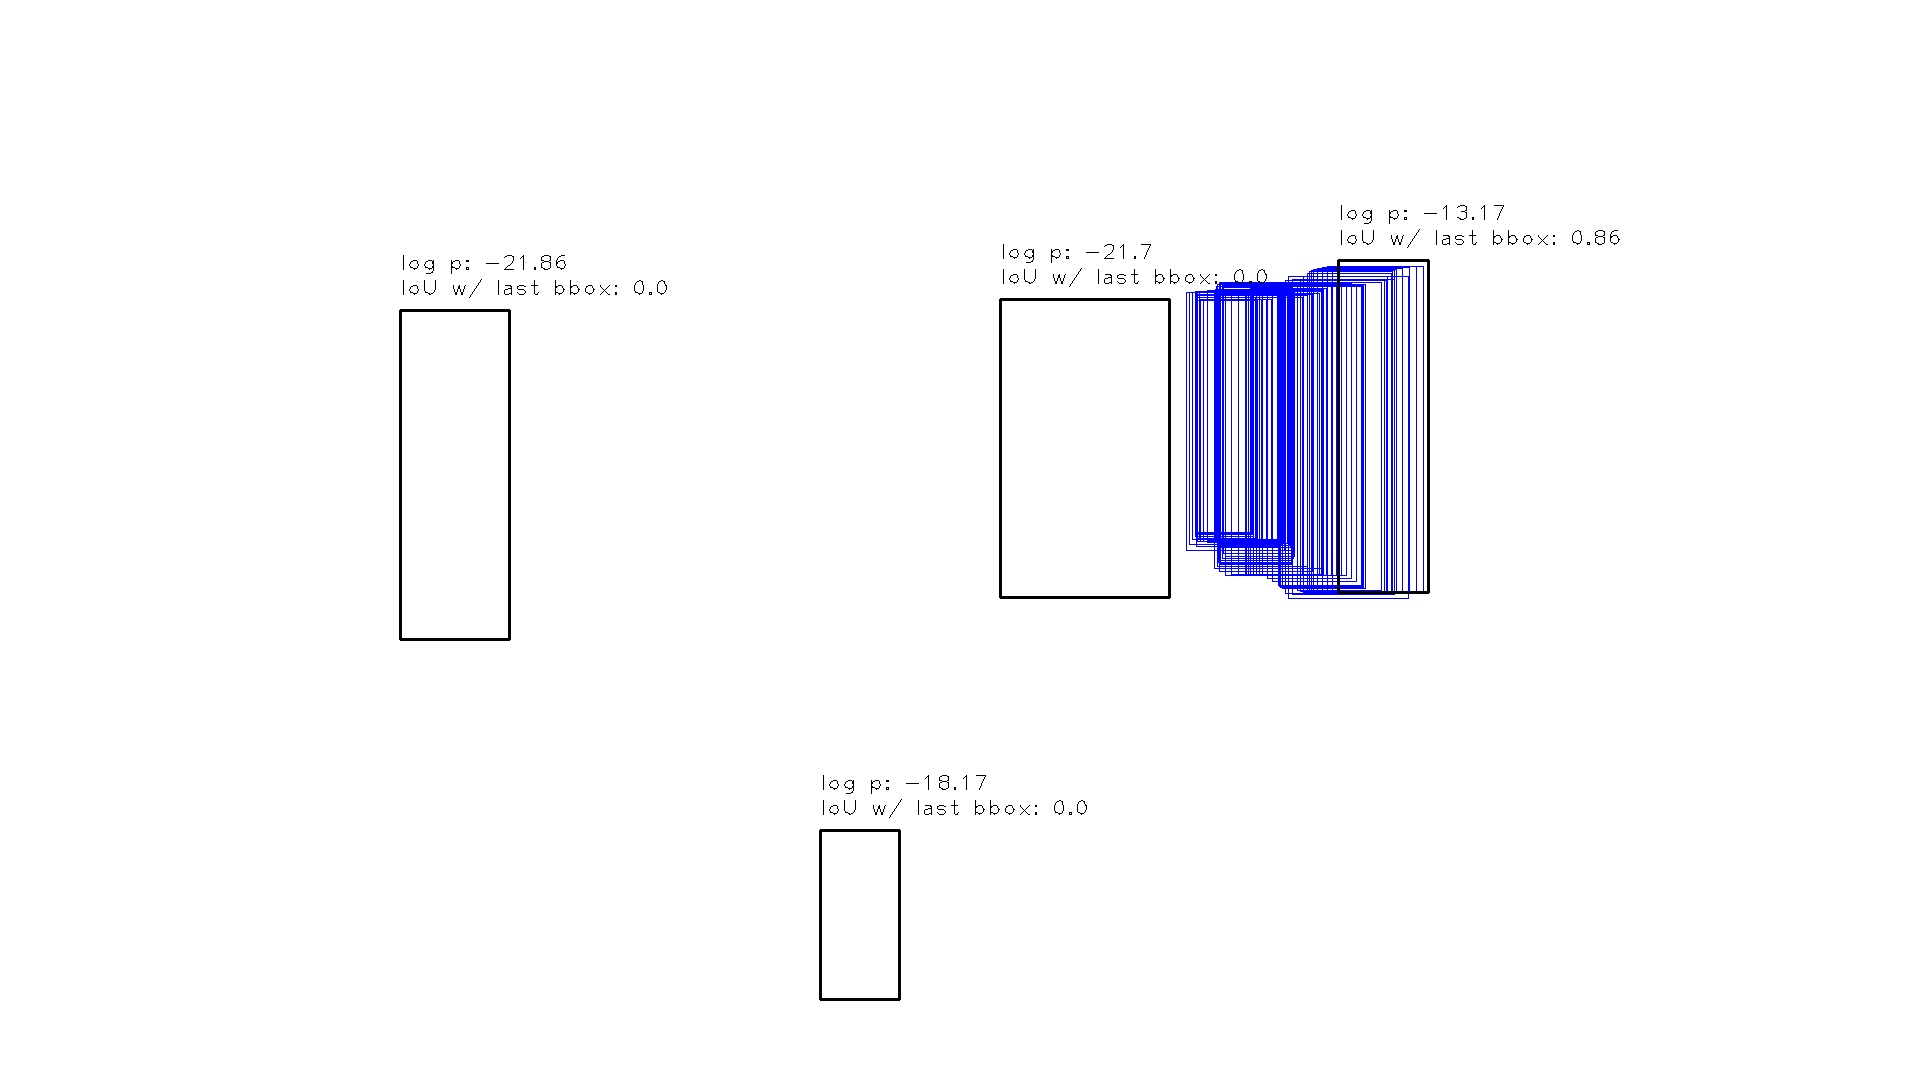 log p: -13.17
IoU w/ last bbox: 0.86
log p: -21.7
IoU w/ last bbox: 0.0
log p: -21.86
IoU w/ last bbox: 0.0
log p: -18.17
IoU w/ last bbox: 0.0